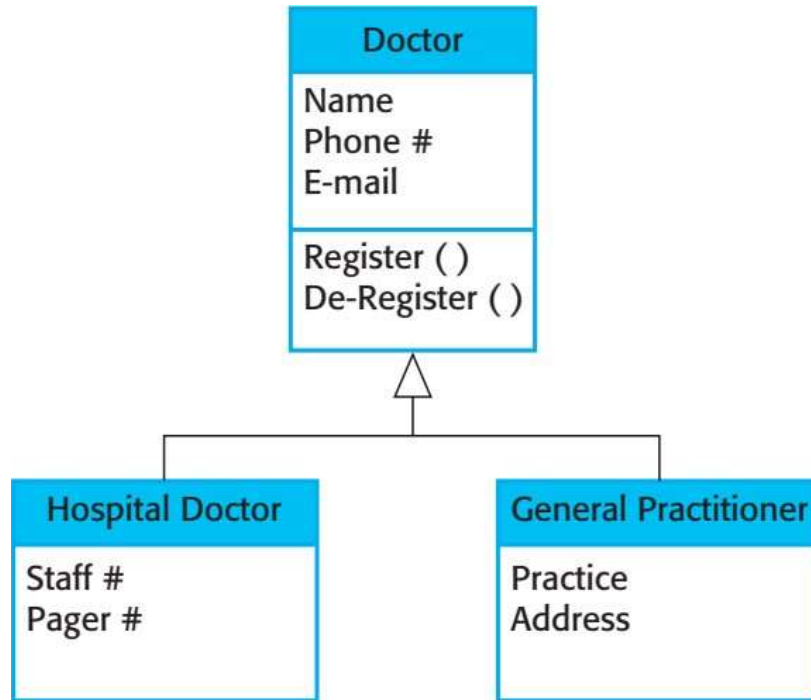 Doctor
Name
Phone #
E-mail
Register ( )
De-Register ( )
Hospital Doctor
Staff #
Pager #
General Practitioner
Practice
Address